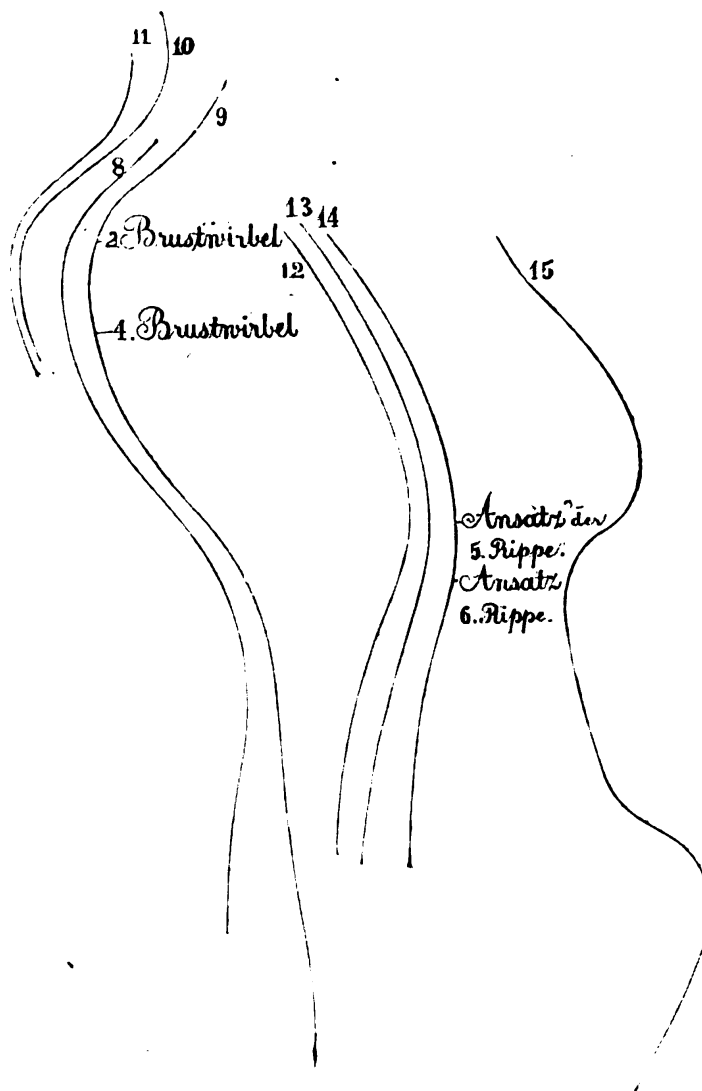 11
10
9
8
2. Brustwirbel
4. Brustwirbel
13
14
12
15
Ansatz der
5. Rippe.
Ansatz
6. Rippe.